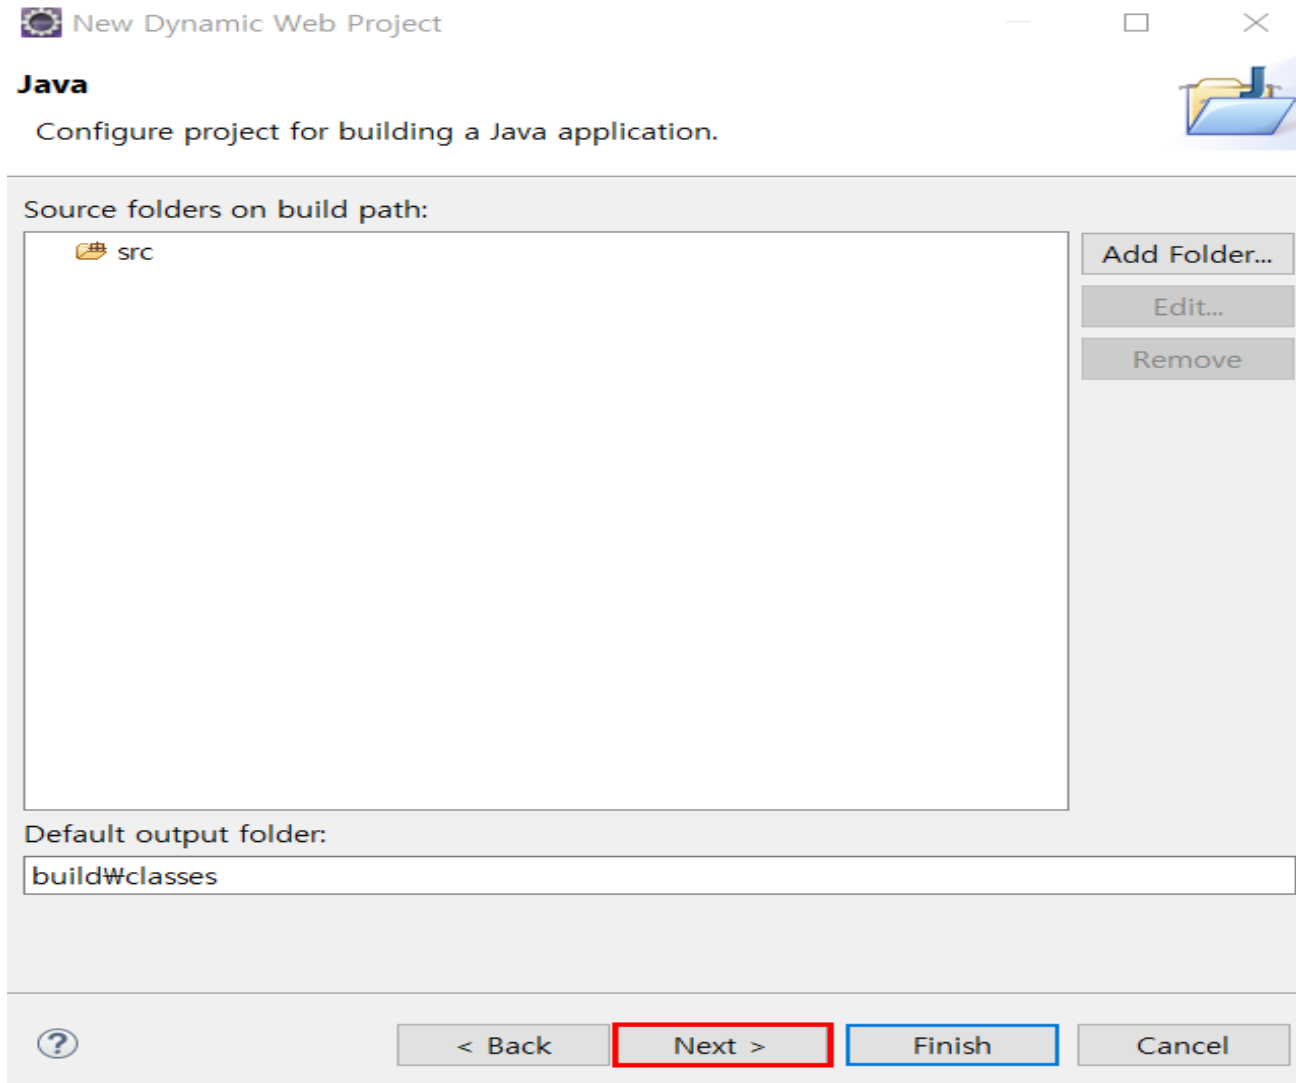 New Dynamic Web Project
Java
Configure project for building a Java application.
Source folders on build path:
src
Add Folder...
Edit...
Remove
Default output folder:
build₩classes
< Back
Next >
Finish
Cancel